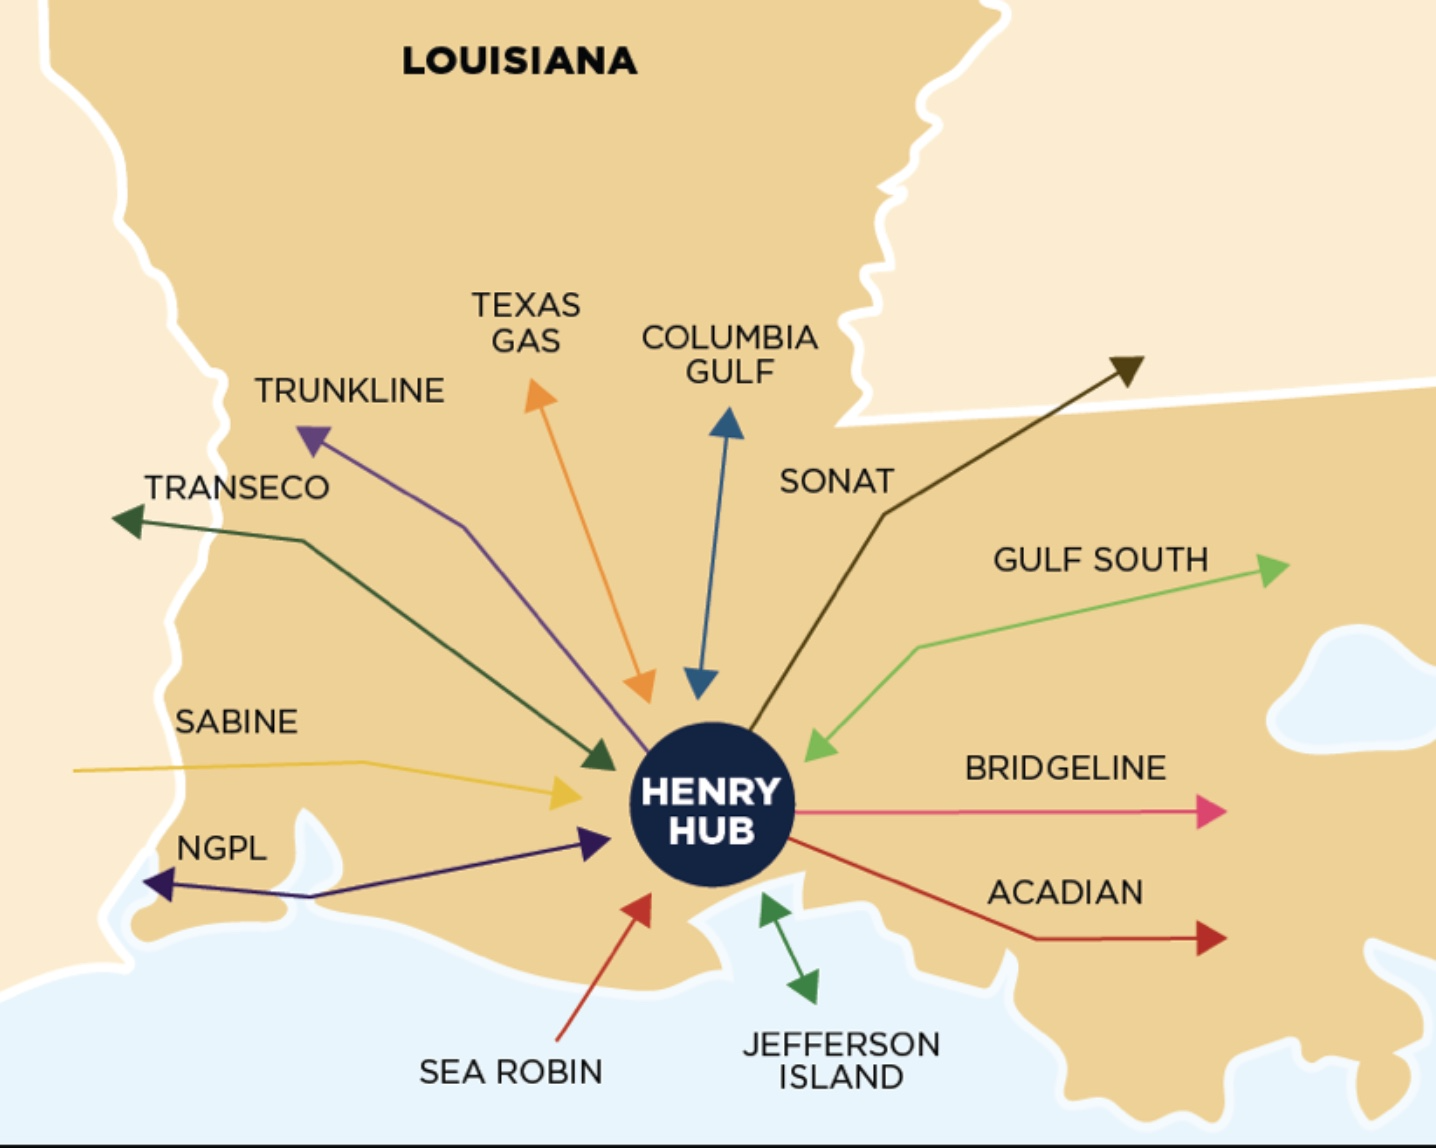 LOUISIANA
TEXAS
GAS
COLUMBIA
GULF
TRUNKLINE
SONAT
TRANSECO
GULF SOUTH
SABINE
BRIDGELINE
HENRY
HUB
NGPL
ACADIAN
JEFFERSON
ISLAND
SEA ROBIN